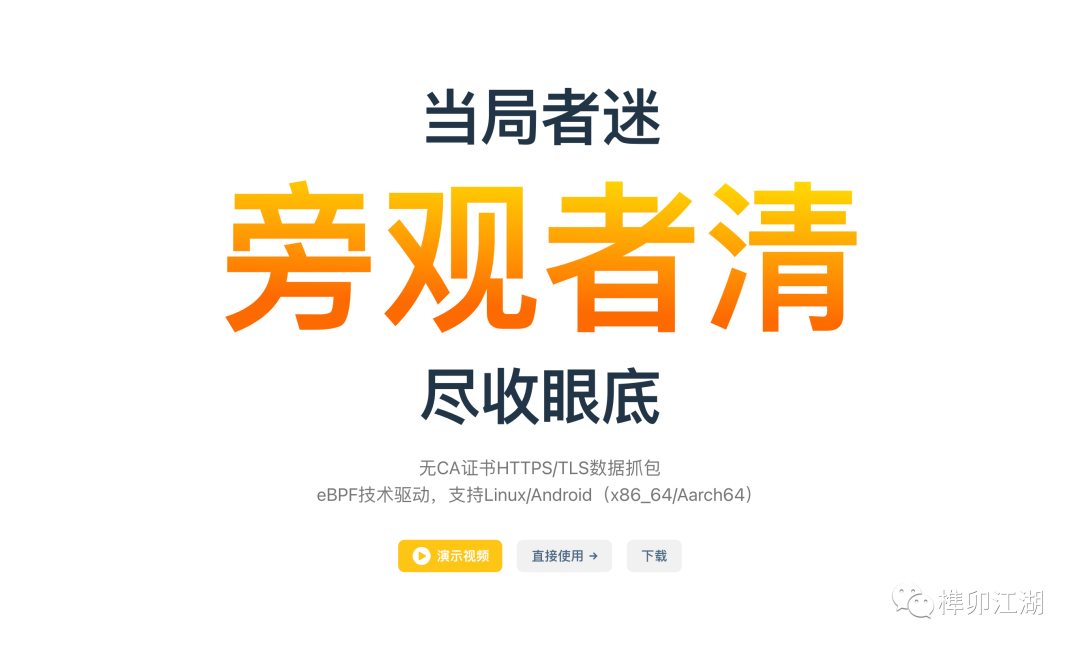 当局者迷
旁观者清
尽收眼底
无CA证书HTTPS/TLS数据抓包
eBPF技术驱动，支持Linux/Android（x86_64/Aarch64）
演示视频 直接使用 → 下载
榫卯江湖